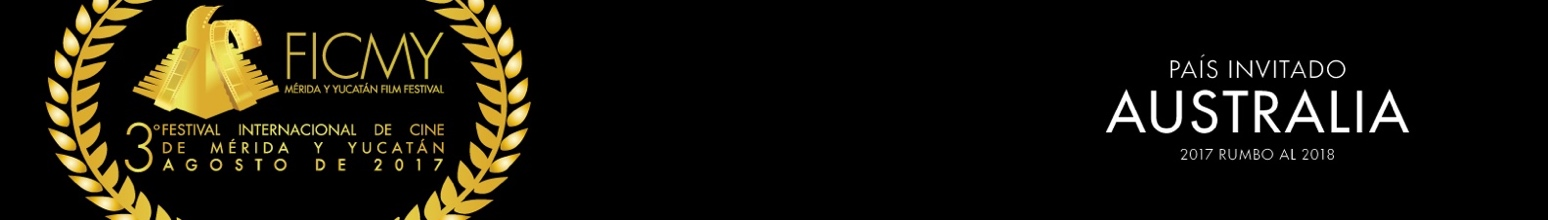 FICMY
MÉRIDA Y YUCATÁN FILM FESTIVAL
3° FESTIVAL INTERNACIONAL DE CINE
DE MÉRIDA Y YUCATÁN
AGOSTO DE 2017
PAÍS INVITADO
AUSTRALIA
2017 RUMBO AL 2018